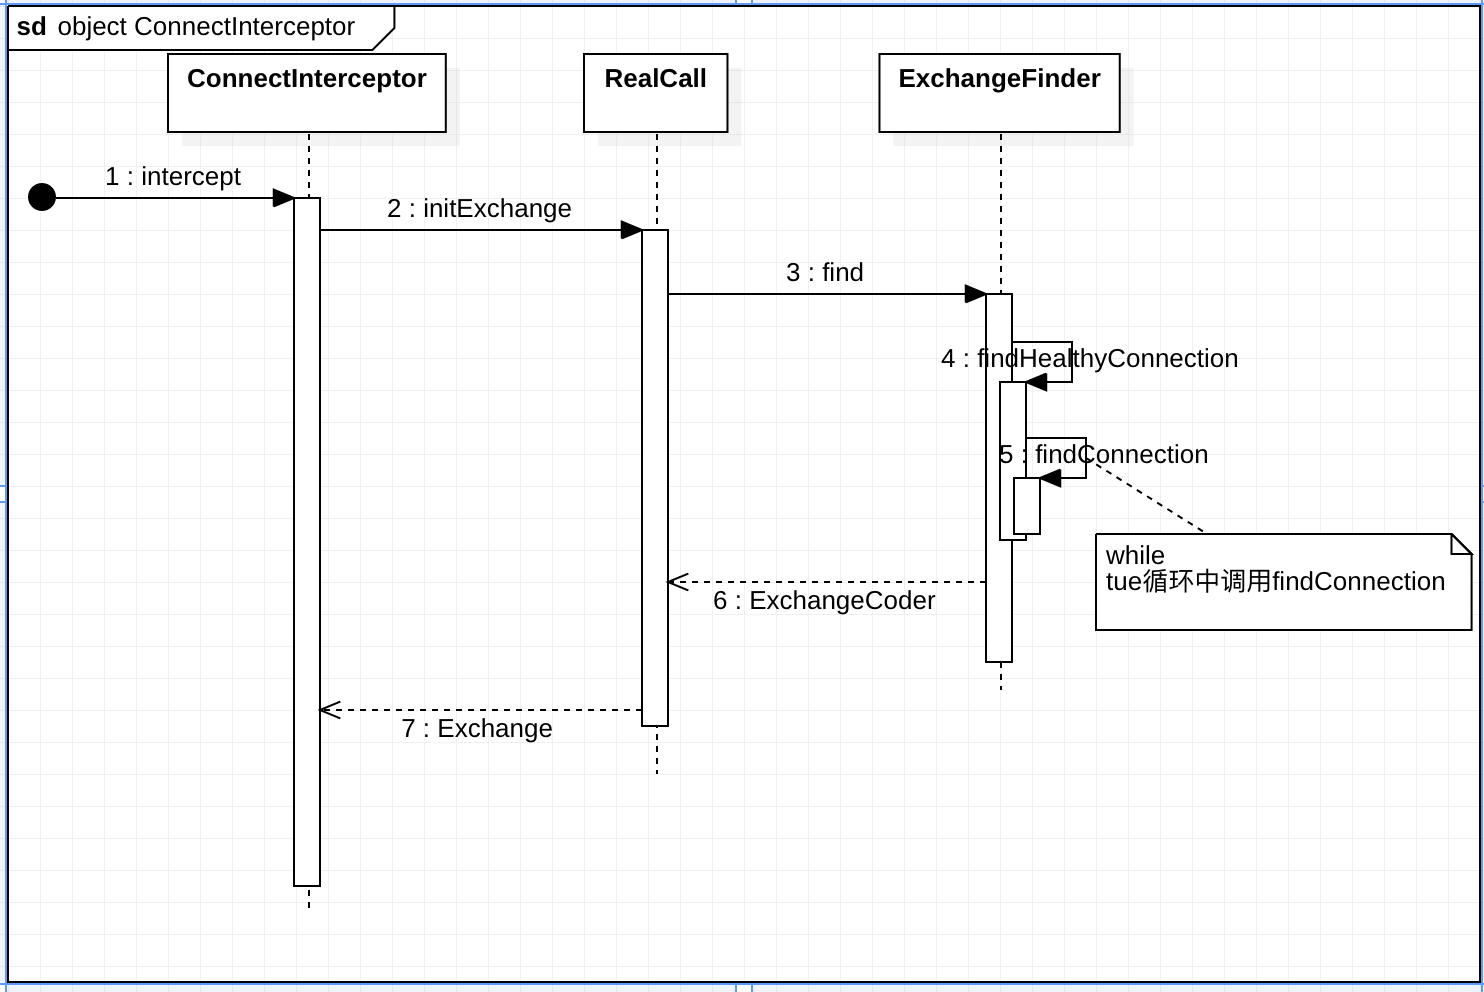 sd object ConnectInterceptor
ConnectInterceptor
RealCall
ExchangeFinder
1 : intercept
2 : initExchange
3 : find
4 : findHealthyConnection
5 : findConnection
while
tue循环中调用findConnection
6 : ExchangeCoder
7 : Exchange